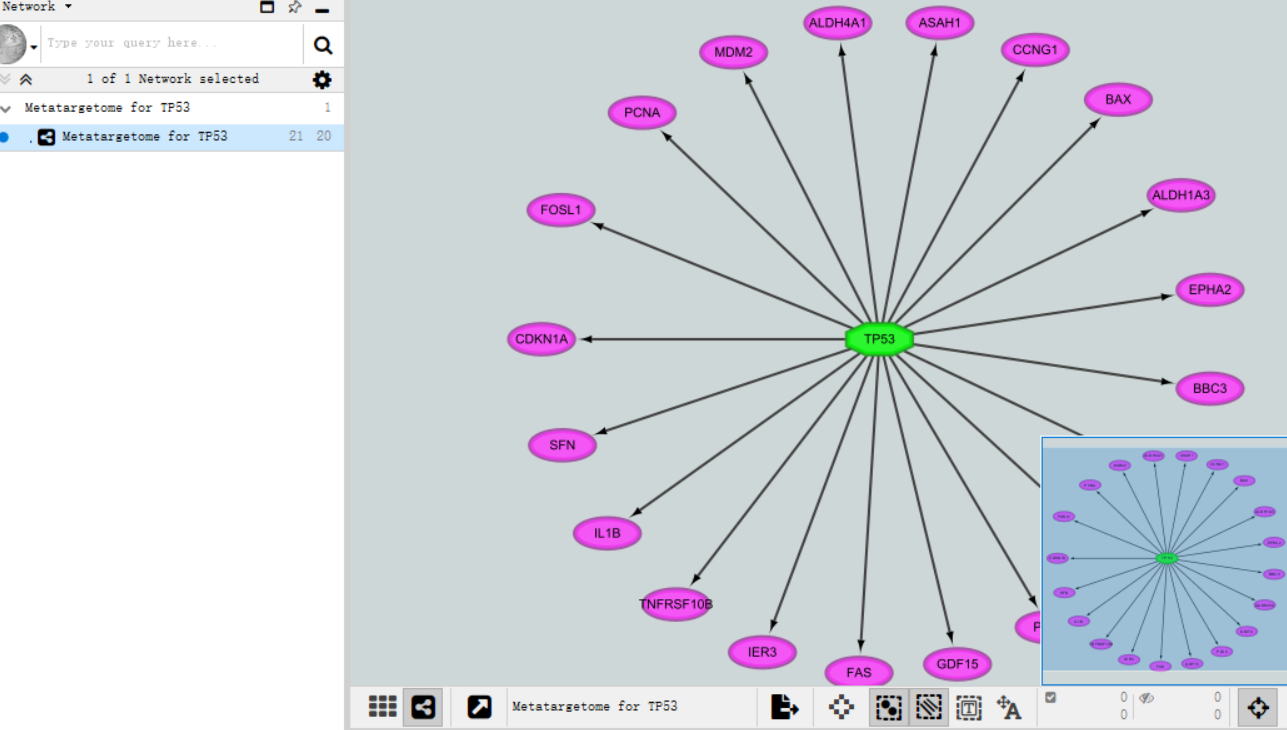 Network
Type your query here...
1 of 1 Network selected
Metatargetome for TP53 1
Metatargetome for TP53 21 20
ALDH4A1
ASAH1
MDM2
CCNG1
BAX
PCNA
ALDH1A3
FOSL1
EPHA2
CDKN1A
TP53
BBC3
SFN
IL1B
TNFRSF10B
P
IER3
GDF15
FAS
Metatargetome for TP53
T
A
0 0
0 0